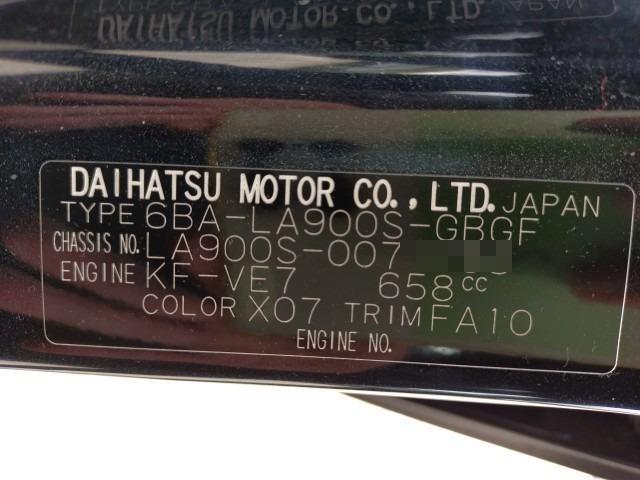 DAIHATSU MOTOR CO., LTD. JAPAN
TYPE 6BA-LA900S-GBGF
CHASSIS NO. LA900S-007
ENGINE KF-VE7 658cc
COLOR X07 TRIM FA10
ENGINE NO.